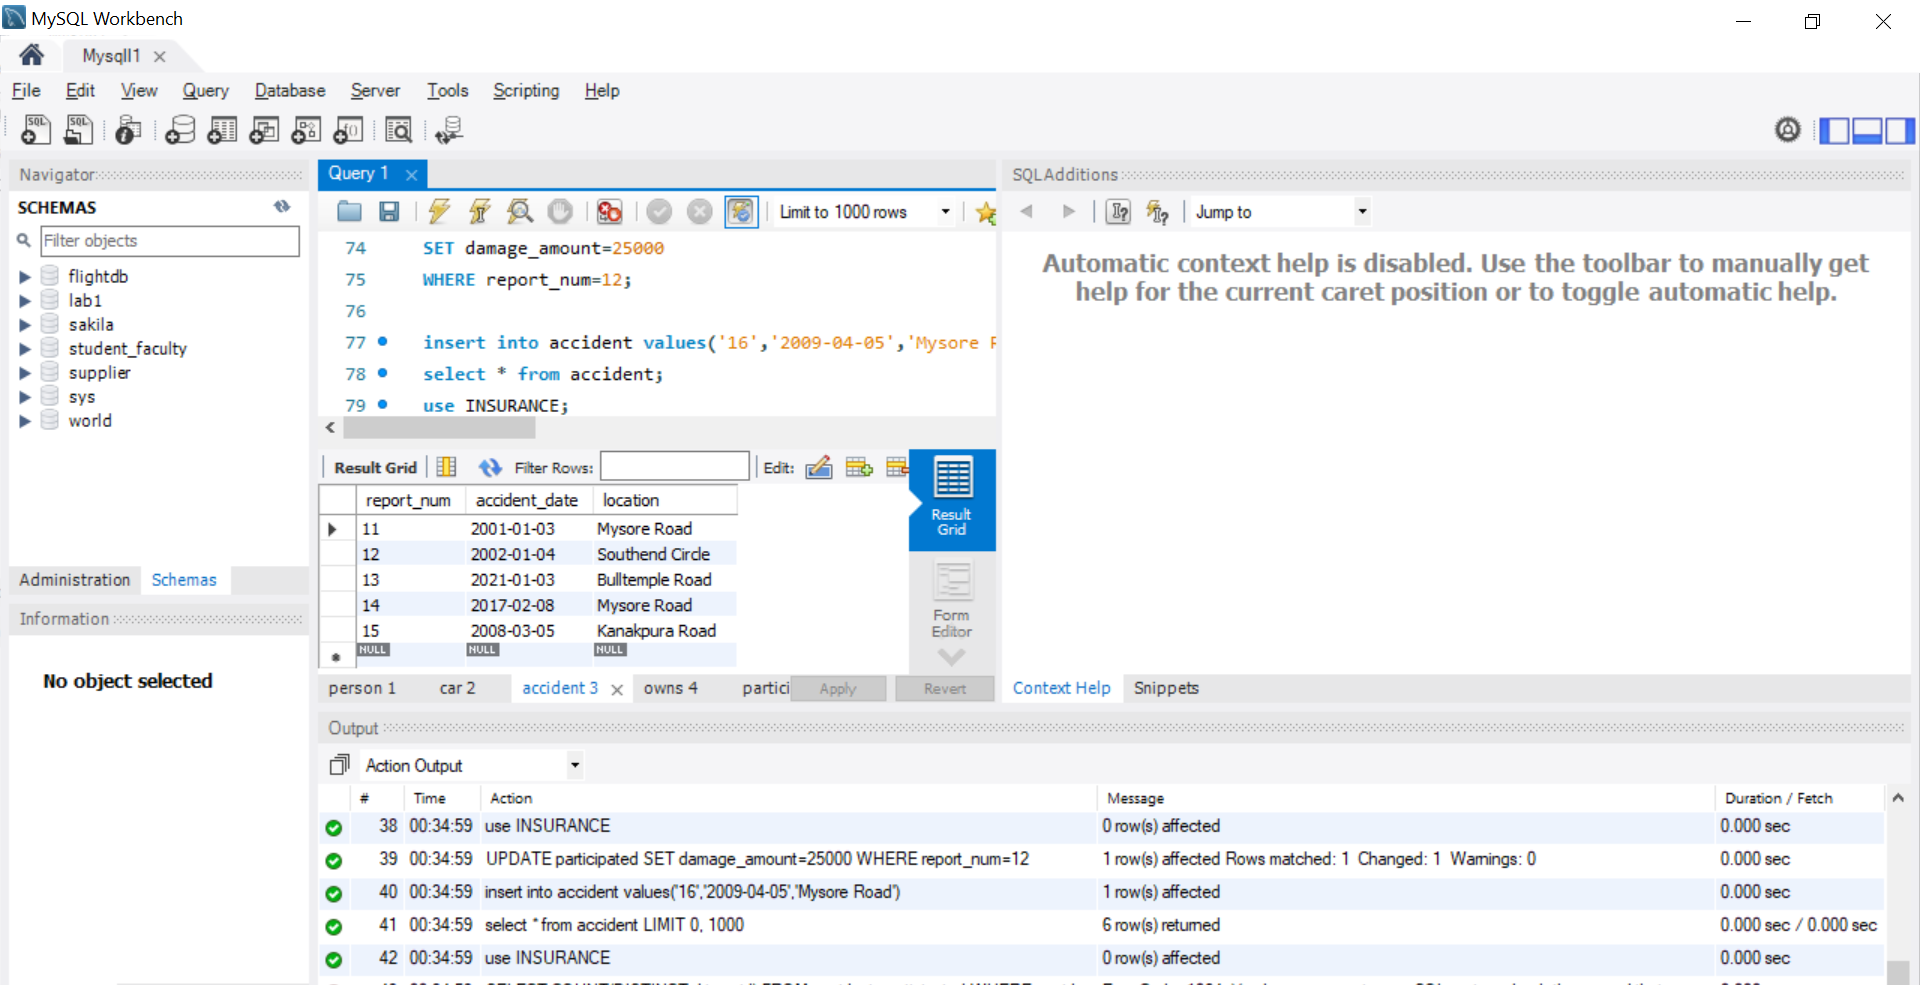 MySQL Workbench
Mysqll1
File Edit View Query Database Server Tools Scripting Help
Navigator
SCHEMAS
Filter objects
flightdb
lab1
sakila
student_faculty
supplier
sys
world
Administration Schemas
Information
No object selected
Query 1
Limit to 1000 rows
74 SET damage_amount=25000
75 WHERE report_num=12;
76
77 insert into accident values('16','2009-04-05','Mysore
78 select * from accident;
79 use INSURANCE;
Result Grid Filter Rows: Edit:
report_num accident_date location
11 2001-01-03 Mysore Road
12 2002-01-04 Southend Circle
13 2021-01-03 Bulltemple Road
14 2017-02-08 Mysore Road
15 2008-03-05 Kanakpura Road
NULL NULL NULL
Result
Grid
Form
Editor
person 1 car 2 accident 3 owns 4 partici Apply Revert
SQLAdditions
Jump to
Automatic context help is disabled. Use the toolbar to manually get
help for the current caret position or to toggle automatic help.
Context Help Snippets
Output
Action Output
# Time Action Message Duration / Fetch
38 00:34:59 use INSURANCE 0 row(s) affected 0.000 sec
39 00:34:59 UPDATE participated SET damage_amount=25000 WHERE report_num=12 1 row(s) affected Rows matched: 1 Changed: 1 Warnings: 0 0.000 sec
40 00:34:59 insert into accident values('16','2009-04-05','Mysore Road') 1 row(s) affected 0.000 sec
41 00:34:59 select * from accident LIMIT 0, 1000 6 row(s) returned 0.000 sec / 0.000 sec
42 00:34:59 use INSURANCE 0 row(s) affected 0.000 sec